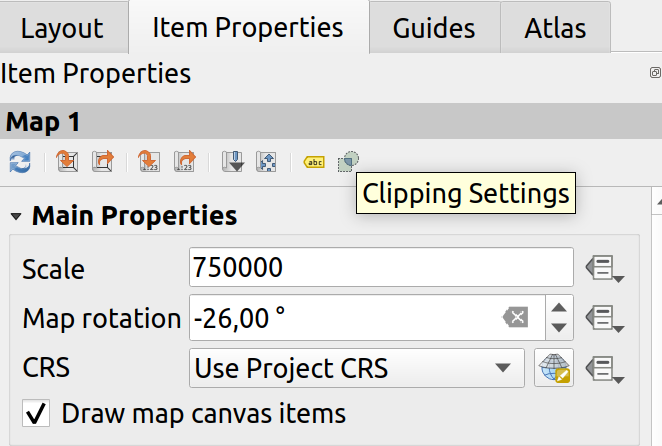 Layout Item Properties Guides Atlas
Item Properties
Map 1
abc
Clipping Settings
Main Properties
Scale 750000
Map rotation -26,00 °
CRS Use Project CRS
Draw map canvas items